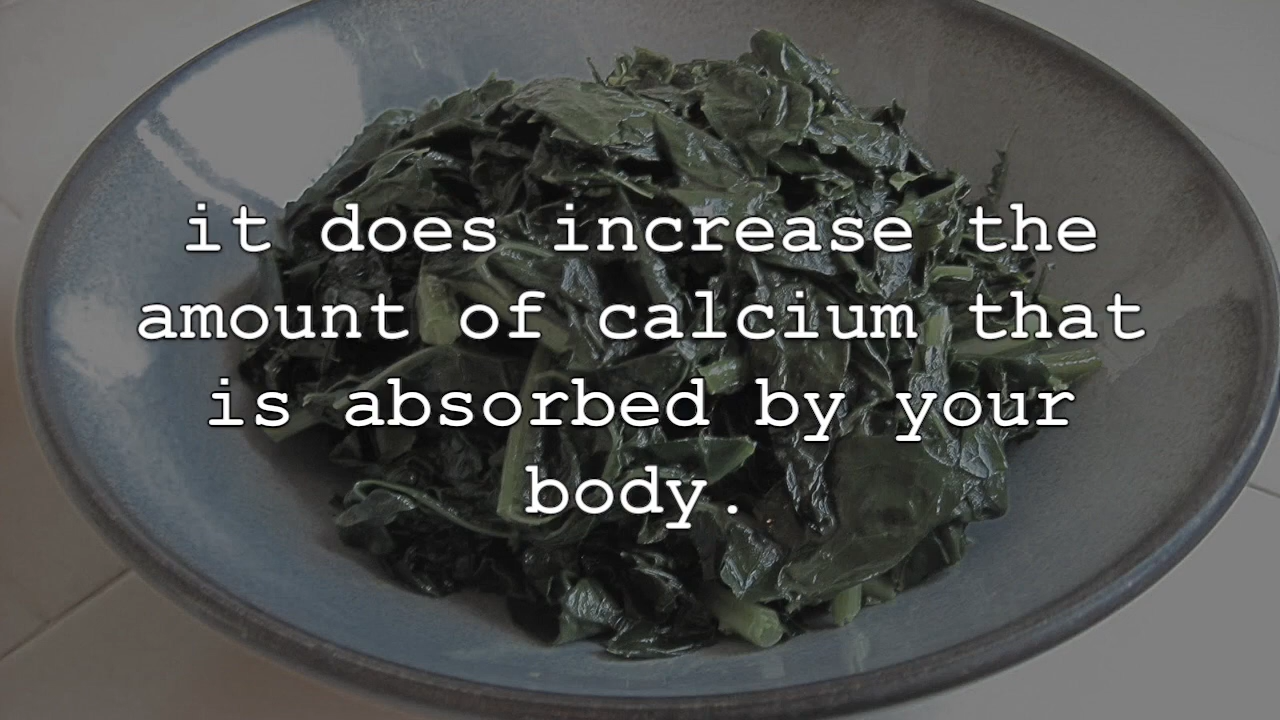 it does increase the
amount of calcium that
is absorbed by your
body.